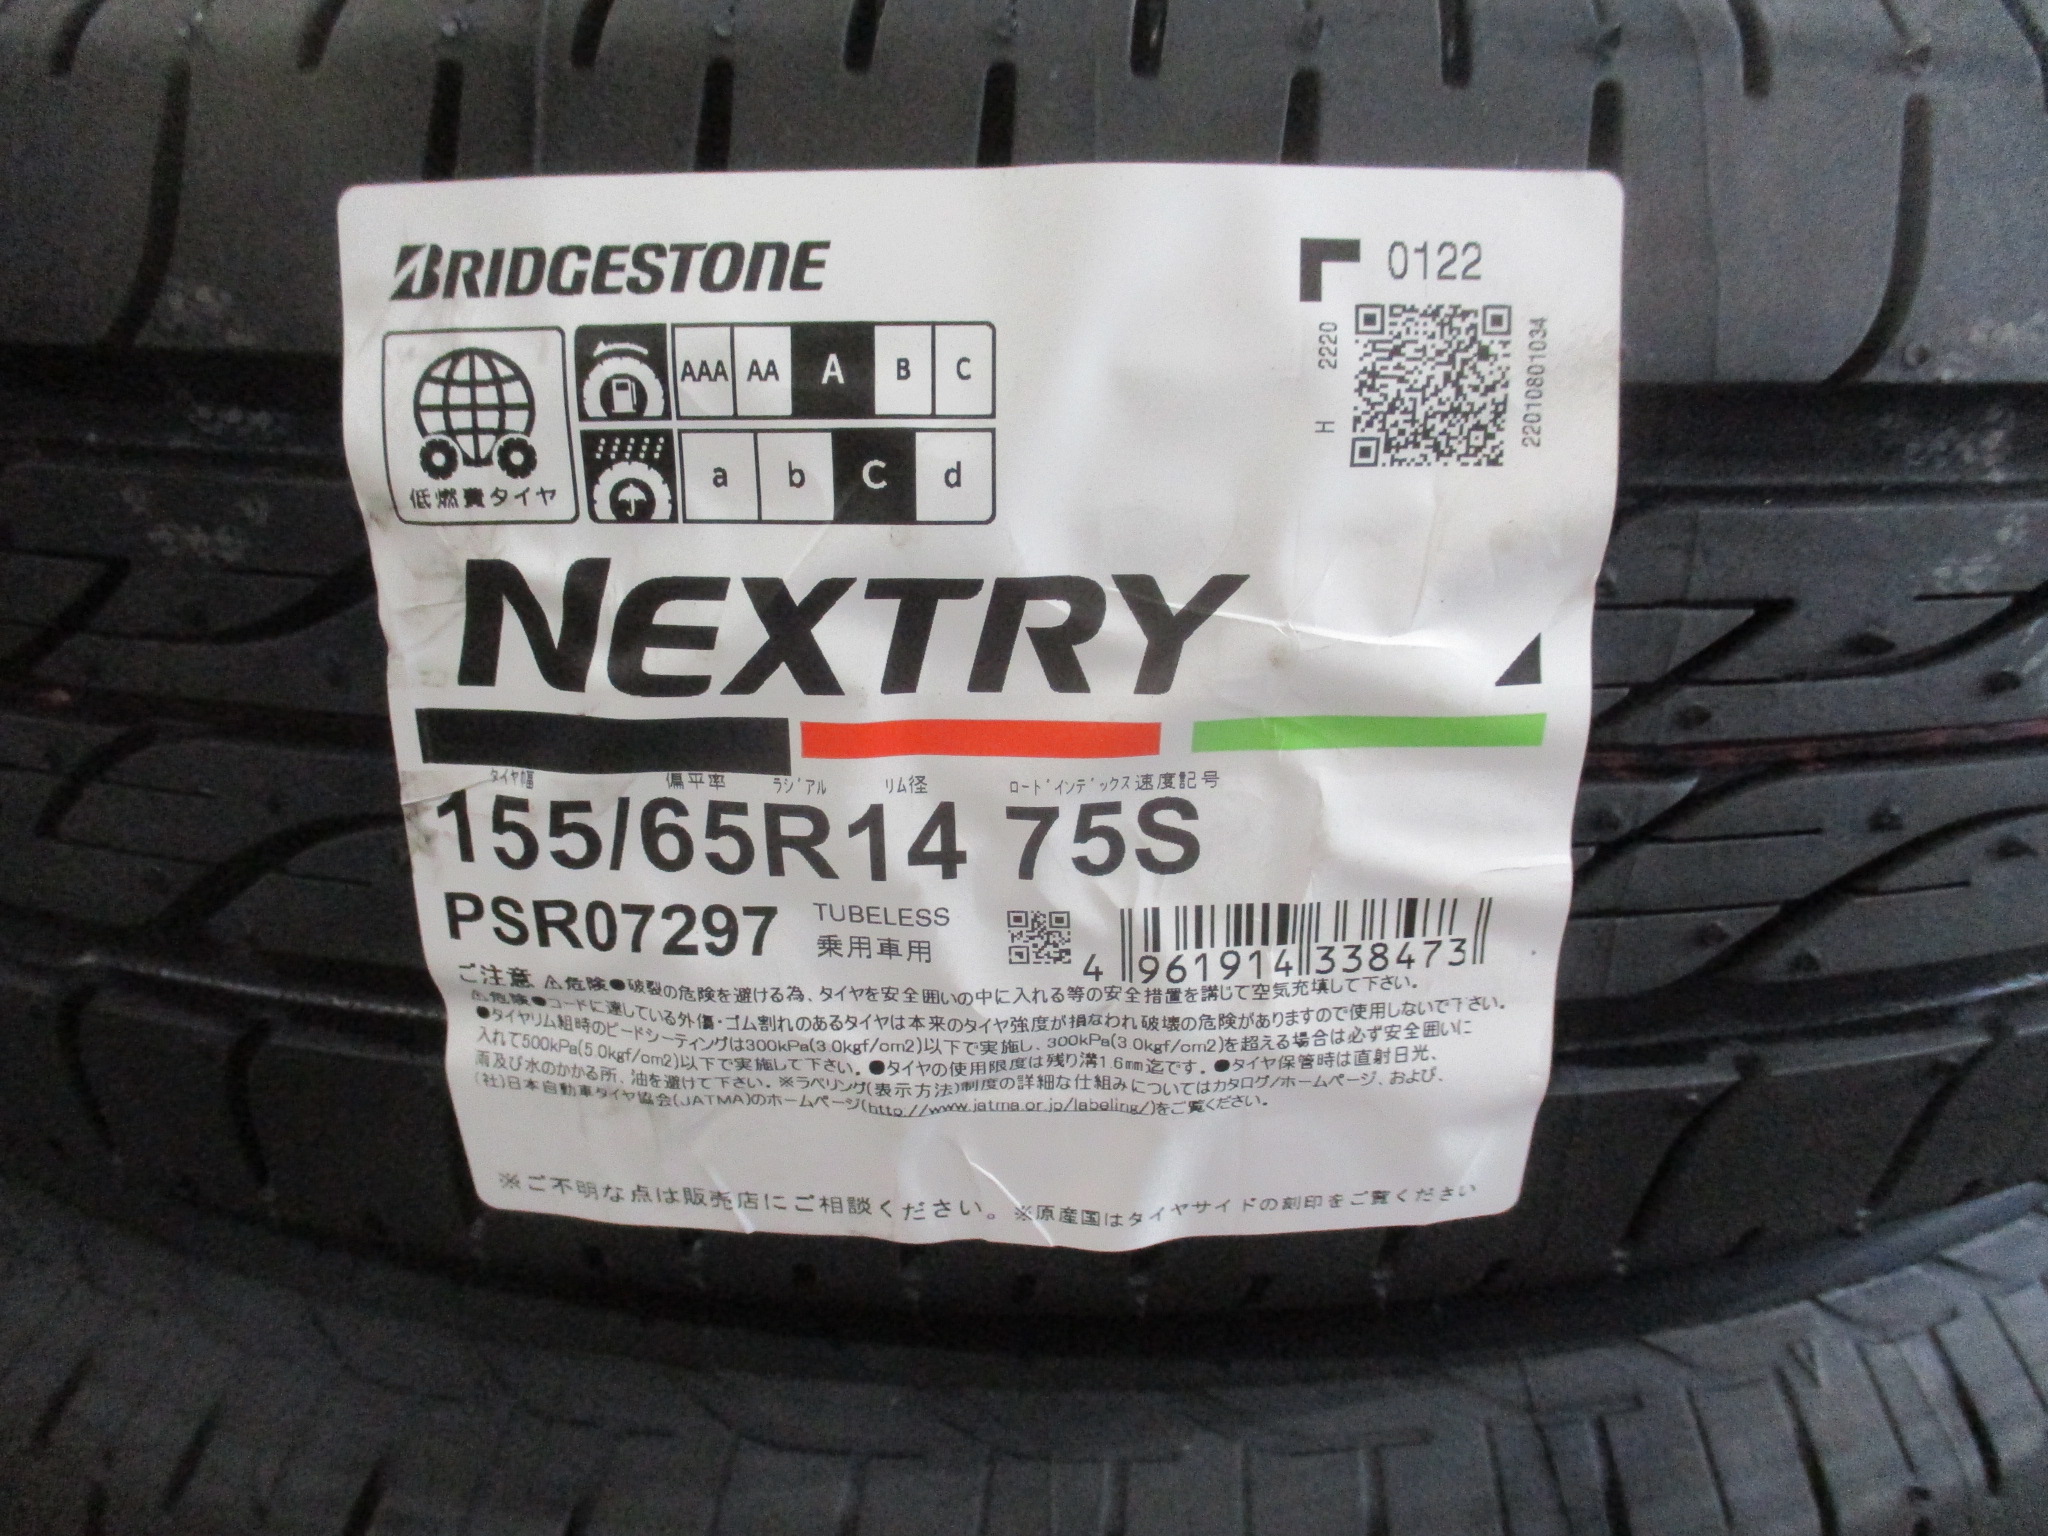 BRIDGESTONE
0122
H 2220
2201080103​4
AAA AA A B C
a b c d
低燃費タイヤ
NEXTRY
タイヤ幅 偏平率 ラジアル リム径 ロードインデックス 速度記号
155/65R14 75S
PSR07297
TUBELESS
乗用車用
4 961914 338473
ご注意 ⚠危険●破裂の危険を避ける為、タイヤを安全囲いの中に入れる等の安全措置を講じて空気充填して下さい。
⚠危険●コードに達している外傷・ゴム割れのあるタイヤは本来のタイヤ強度が損なわれ破壊の危険がありますので使用しないで下さい。
●タイヤリム組時のビードシーティングは300kPa(3.0kgf/cm2)以下で実施し、300kPa(3.0kgf/cm2)を超える場合は必ず安全囲いに
入れて500kPa(5.0kgf/cm2)以下で実施して下さい。●タイヤの使用限度は残り溝1.6mm迄です。●タイヤ保管時は直射日光、
雨及び水のかかる所、油を避けて下さい。※ラベリング(表示方法)制度の詳細な仕組みについてはカタログ/ホームページ、および、
(社)日本自動車タイヤ協会(JATMA)のホームページ(http://www.jatma.or.jp/labeling/)をご覧ください。
※ご不明な点は販売店にご相談ください。※原産国はタイヤサイドの刻印をご覧ください